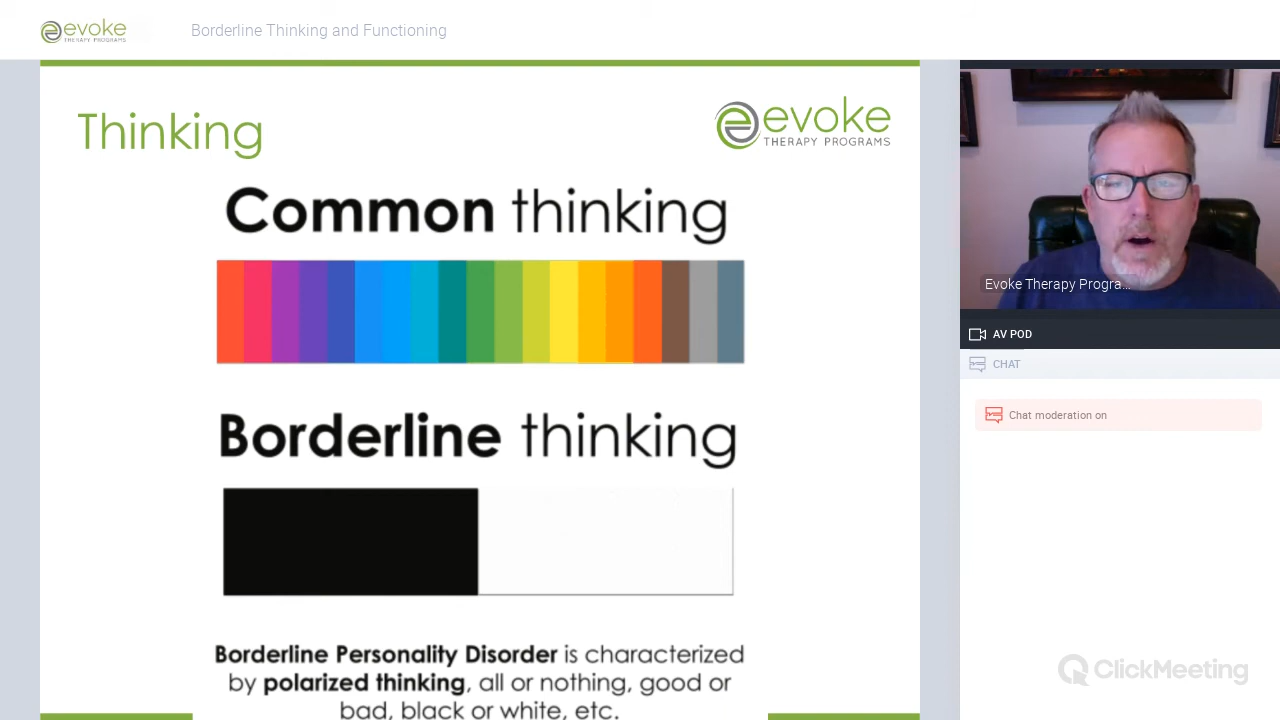 evoke
THERAPY PROGRAMS
Borderline Thinking and Functioning
Thinking
evoke
THERAPY PROGRAMS
Common thinking
Borderline thinking
Borderline Personality Disorder is characterized
by polarized thinking, all or nothing, good or
bad, black or white, etc.
Evoke Therapy Progra...
AV POD
CHAT
Chat moderation on
ClickMeeting